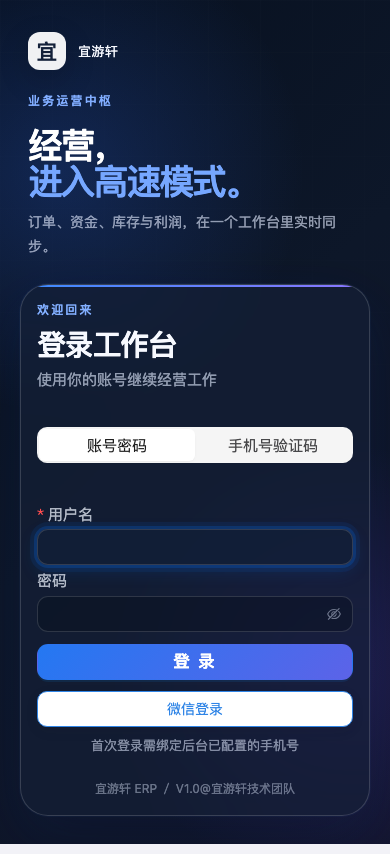 宜
宜游轩
业务运营中枢
经营，
进入高速模式。
订单、资金、库存与利润，在一个工作台里实时同
步。
欢迎回来
登录工作台
使用你的账号继续经营工作
账号密码
手机号验证码
* 用户名
密码
登 录
微信登录
首次登录需绑定后台已配置的手机号
宜游轩 ERP / V1.0@宜游轩技术团队